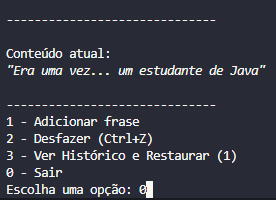 ------------------------------
Conteúdo atual:
"Era uma vez... um estudante de Java"
------------------------------
1 - Adicionar frase
2 - Desfazer (Ctrl+Z)
3 - Ver Histórico e Restaurar (1)
0 - Sair
Escolha uma opção: 0